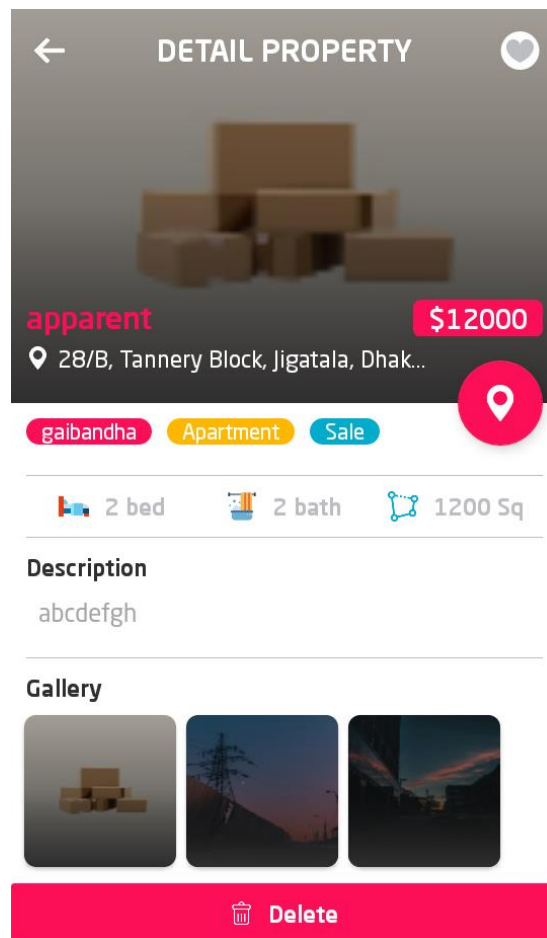 DETAIL PROPERTY
apparent
$12000
28/B, Tannery Block, Jigatala, Dhak...
gaibandha Apartment Sale
2 bed 2 bath 1200 Sq
Description
abcdefgh
Gallery
Delete